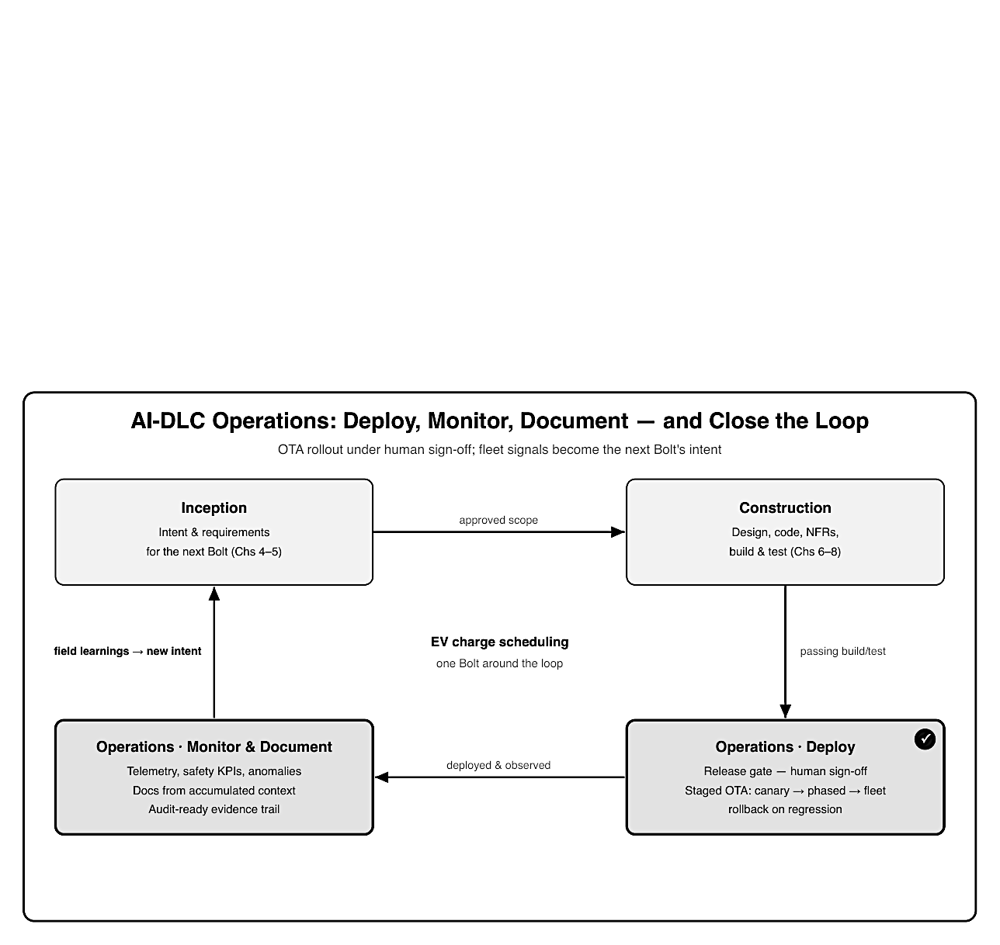 AI-DLC Operations: Deploy, Monitor, Document — and Close the Loop
OTA rollout under human sign-off; fleet signals become the next Bolt's intent
Inception
Intent & requirements
for the next Bolt (Chs 4–5)
approved scope
Construction
Design, code, NFRs,
build & test (Chs 6–8)
field learnings → new intent
EV charge scheduling
one Bolt around the loop
passing build/test
Operations · Monitor & Document
Telemetry, safety KPIs, anomalies
Docs from accumulated context
Audit-ready evidence trail
deployed & observed
Operations · Deploy
Release gate — human sign-off
Staged OTA: canary → phased → fleet
rollback on regression